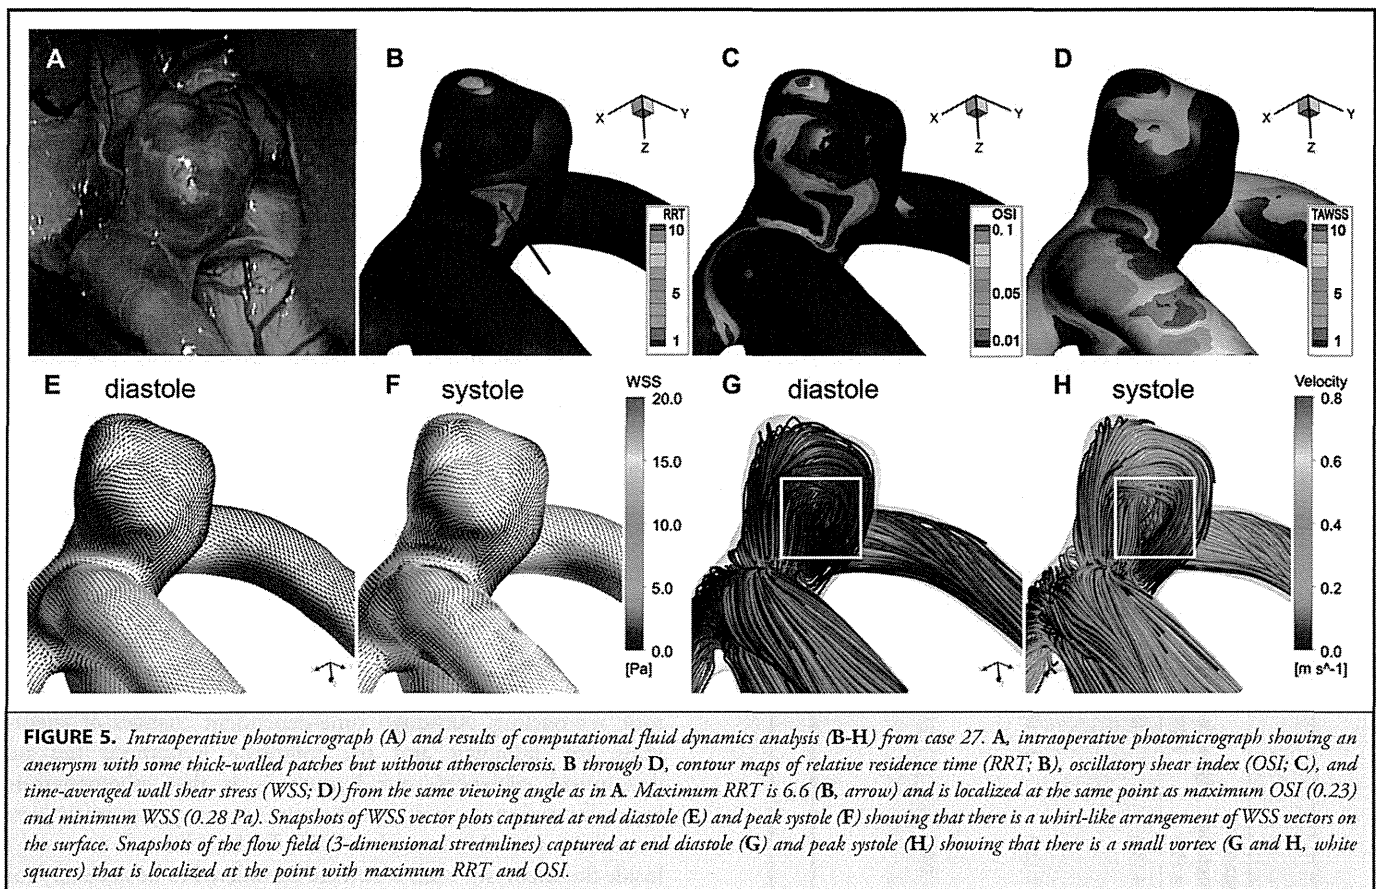 A
B
C
D
X
Y
Z
X
Y
Z
X
Y
Z
RRT
10
5
1
OSI
0.1
0.05
0.01
TAWSS
10
5
1
E diastole
F systole
WSS
20.0
15.0
10.0
5.0
0.0
[Pa]
G diastole
H systole
Velocity
0.8
0.6
0.4
0.2
0.0
[m s^-1]
FIGURE 5. Intraoperative photomicrograph (A) and results of computational fluid dynamics analysis (B-H) from case 27. A, intraoperative photomicrograph showing an
aneurysm with some thick-walled patches but without atherosclerosis. B through D, contour maps of relative residence time (RRT; B), oscillatory shear index (OSI; C), and
time-averaged wall shear stress (WSS; D) from the same viewing angle as in A. Maximum RRT is 6.6 (B, arrow) and is localized at the same point as maximum OSI (0.23)
and minimum WSS (0.28 Pa). Snapshots of WSS vector plots captured at end diastole (E) and peak systole (F) showing that there is a whirl-like arrangement of WSS vectors on
the surface. Snapshots of the flow field (3-dimensional streamlines) captured at end diastole (G) and peak systole (H) showing that there is a small vortex (G and H, white
squares) that is localized at the point with maximum RRT and OSI.